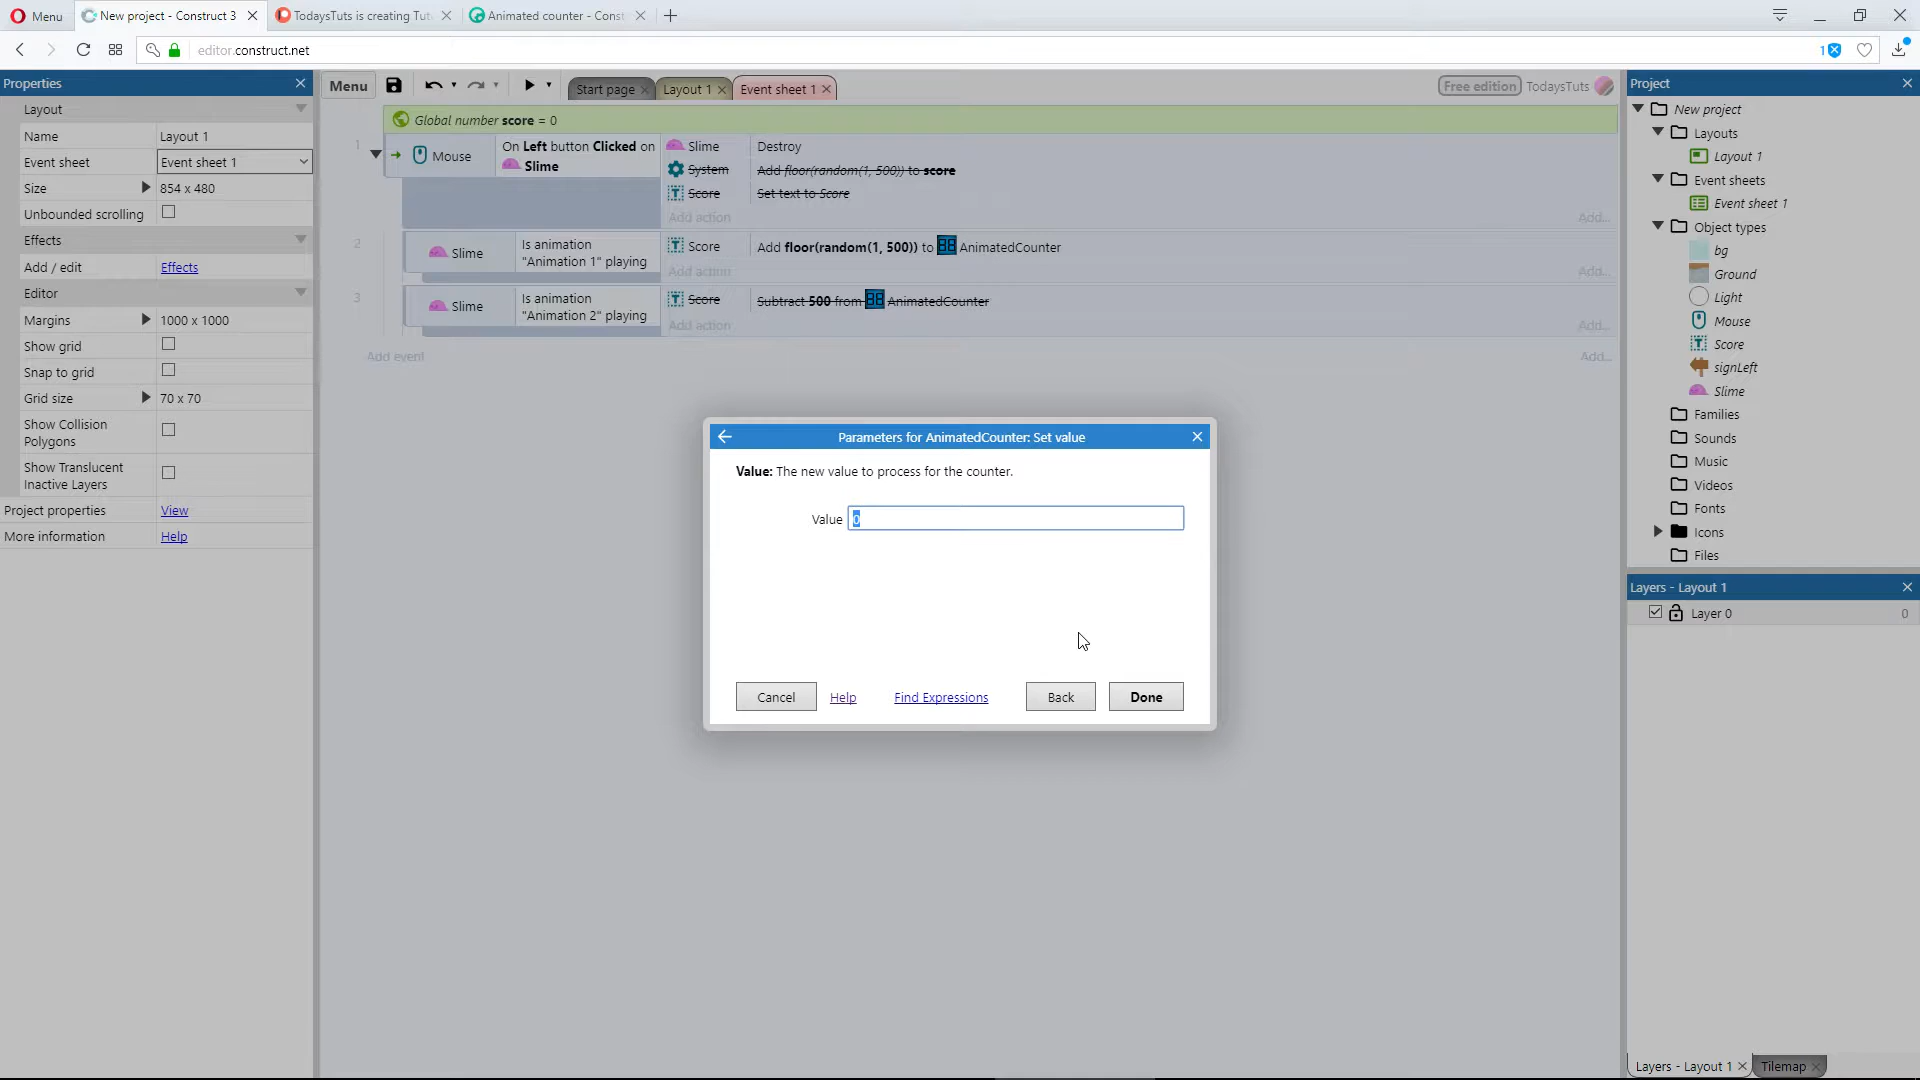 Menu
New project - Construct 3
TodaysTuts is creating Tut
Animated counter - Const
editor.construct.net
1
Properties
Layout
Name Layout 1
Event sheet Event sheet 1
Size 854 x 480
Unbounded scrolling
Effects
Add / edit Effects
Editor
Margins 1000 x 1000
Show grid
Snap to grid
Grid size 70 x 70
Show Collision
Polygons
Show Translucent
Inactive Layers
Project properties View
More information Help
Menu
Start page
Layout 1
Event sheet 1
Free edition TodaysTuts
Global number score = 0
1
Mouse
On Left button Clicked on
Slime
Slime Destroy
System Add floor(random(1, 500)) to score
Score Set text to Score
Add action Add...
2
Slime
Is animation
"Animation 1" playing
Score Add floor(random(1, 500)) to AnimatedCounter
Add action Add...
3
Slime
Is animation
"Animation 2" playing
Score Subtract 500 from AnimatedCounter
Add action Add...
Add event Add...
Parameters for AnimatedCounter: Set value
Value: The new value to process for the counter.
Value 0
Cancel Help Find Expressions Back Done
Project
New project
Layouts
Layout 1
Event sheets
Event sheet 1
Object types
bg
Ground
Light
Mouse
Score
signLeft
Slime
Families
Sounds
Music
Videos
Fonts
Icons
Files
Layers - Layout 1
Layer 0 0
Layers - Layout 1
Tilemap